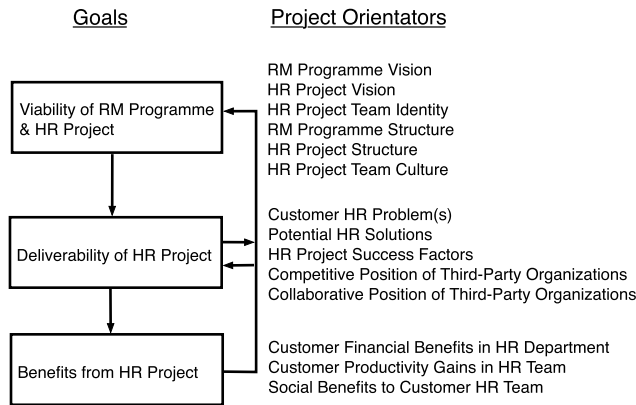 Goals
Project Orientators
Viability of RM Programme
& HR Project
RM Programme Vision
HR Project Vision
HR Project Team Identity
RM Programme Structure
HR Project Structure
HR Project Team Culture
Deliverability of HR Project
Customer HR Problem(s)
Potential HR Solutions
HR Project Success Factors
Competitive Position of Third-Party Organizations
Collaborative Position of Third-Party Organizations
Benefits from HR Project
Customer Financial Benefits in HR Department
Customer Productivity Gains in HR Team
Social Benefits to Customer HR Team